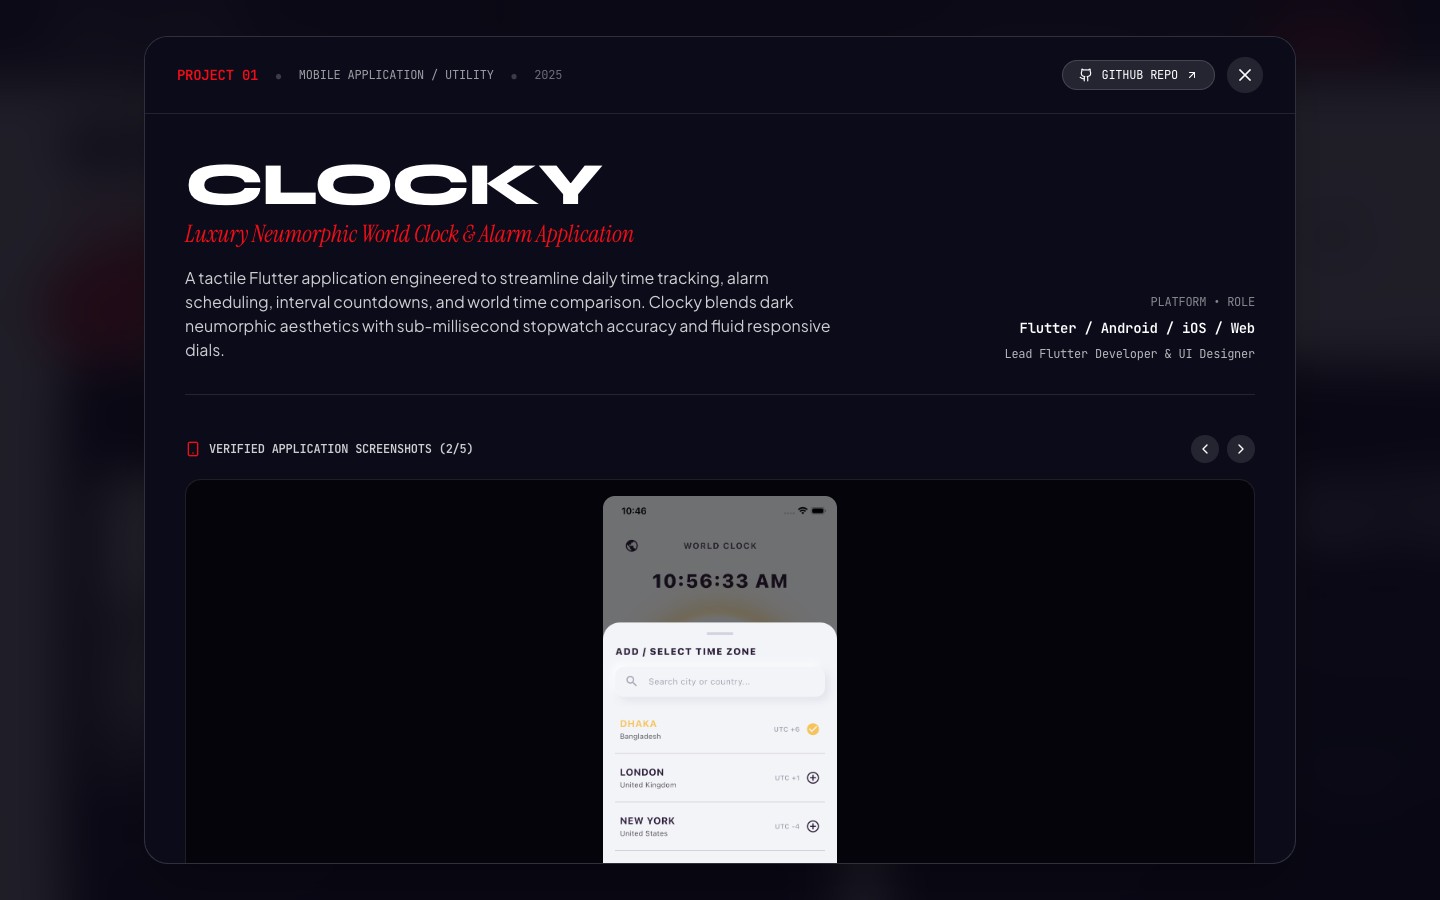 PROJECT 01 • MOBILE APPLICATION / UTILITY • 2025
GITHUB REPO
CLOCKY
Luxury Neumorphic World Clock & Alarm Application
A tactile Flutter application engineered to streamline daily time tracking, alarm
scheduling, interval countdowns, and world time comparison. Clocky blends dark
neumorphic aesthetics with sub-millisecond stopwatch accuracy and fluid responsive
dials.
PLATFORM • ROLE
Flutter / Android / iOS / Web
Lead Flutter Developer & UI Designer
VERIFIED APPLICATION SCREENSHOTS (2/5)
10:46
WORLD CLOCK
10:56:33 AM
ADD / SELECT TIME ZONE
Search city or country...
DHAKA
Bangladesh
UTC +6
LONDON
United Kingdom
UTC +1
NEW YORK
United States
UTC -4